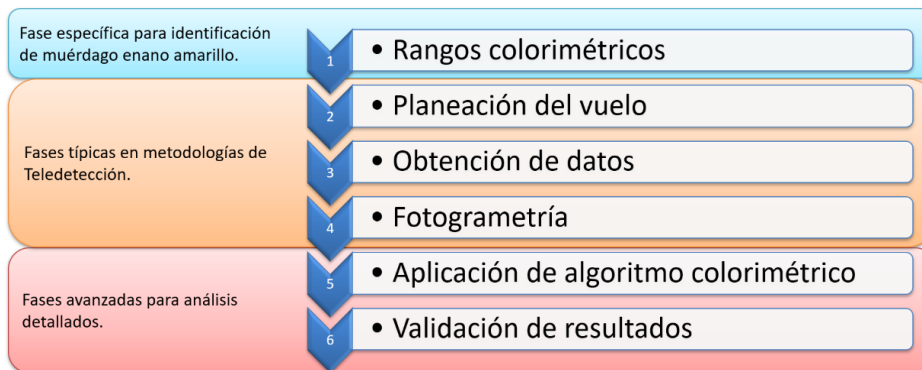 Fase específica para identificación
de muérdago enano amarillo.
1
• Rangos colorimétricos
Fases típicas en metodologías de
Teledetección.
2
• Planeación del vuelo
3
• Obtención de datos
4
• Fotogrametría
Fases avanzadas para análisis
detallados.
5
• Aplicación de algoritmo colorimétrico
6
• Validación de resultados